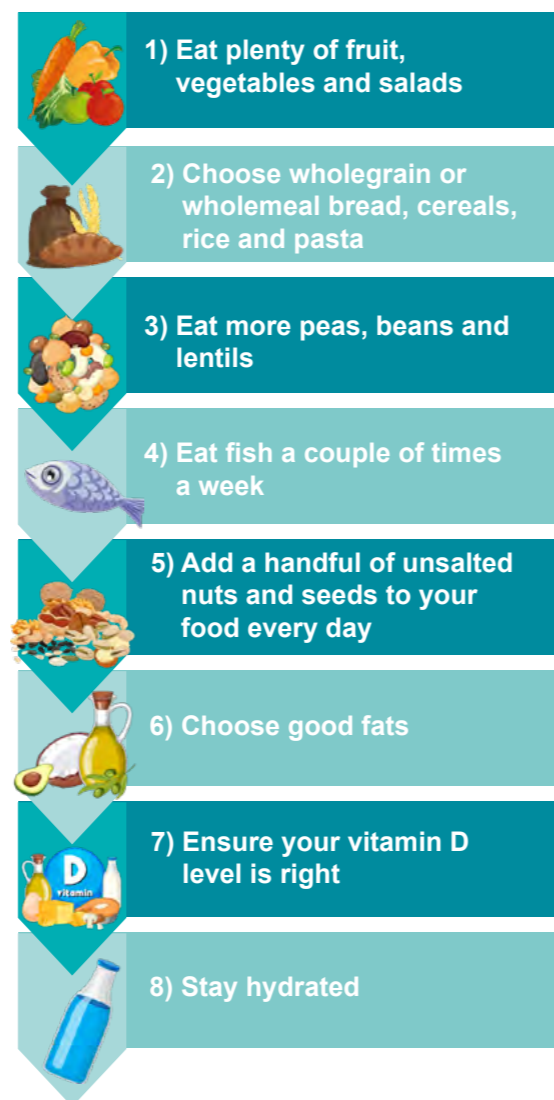 1) Eat plenty of fruit,
vegetables and salads
2) Choose wholegrain or
wholemeal bread, cereals,
rice and pasta
3) Eat more peas, beans and
lentils
4) Eat fish a couple of times
a week
5) Add a handful of unsalted
nuts and seeds to your
food every day
6) Choose good fats
7) Ensure your vitamin D
level is right
D
vitamin
8) Stay hydrated